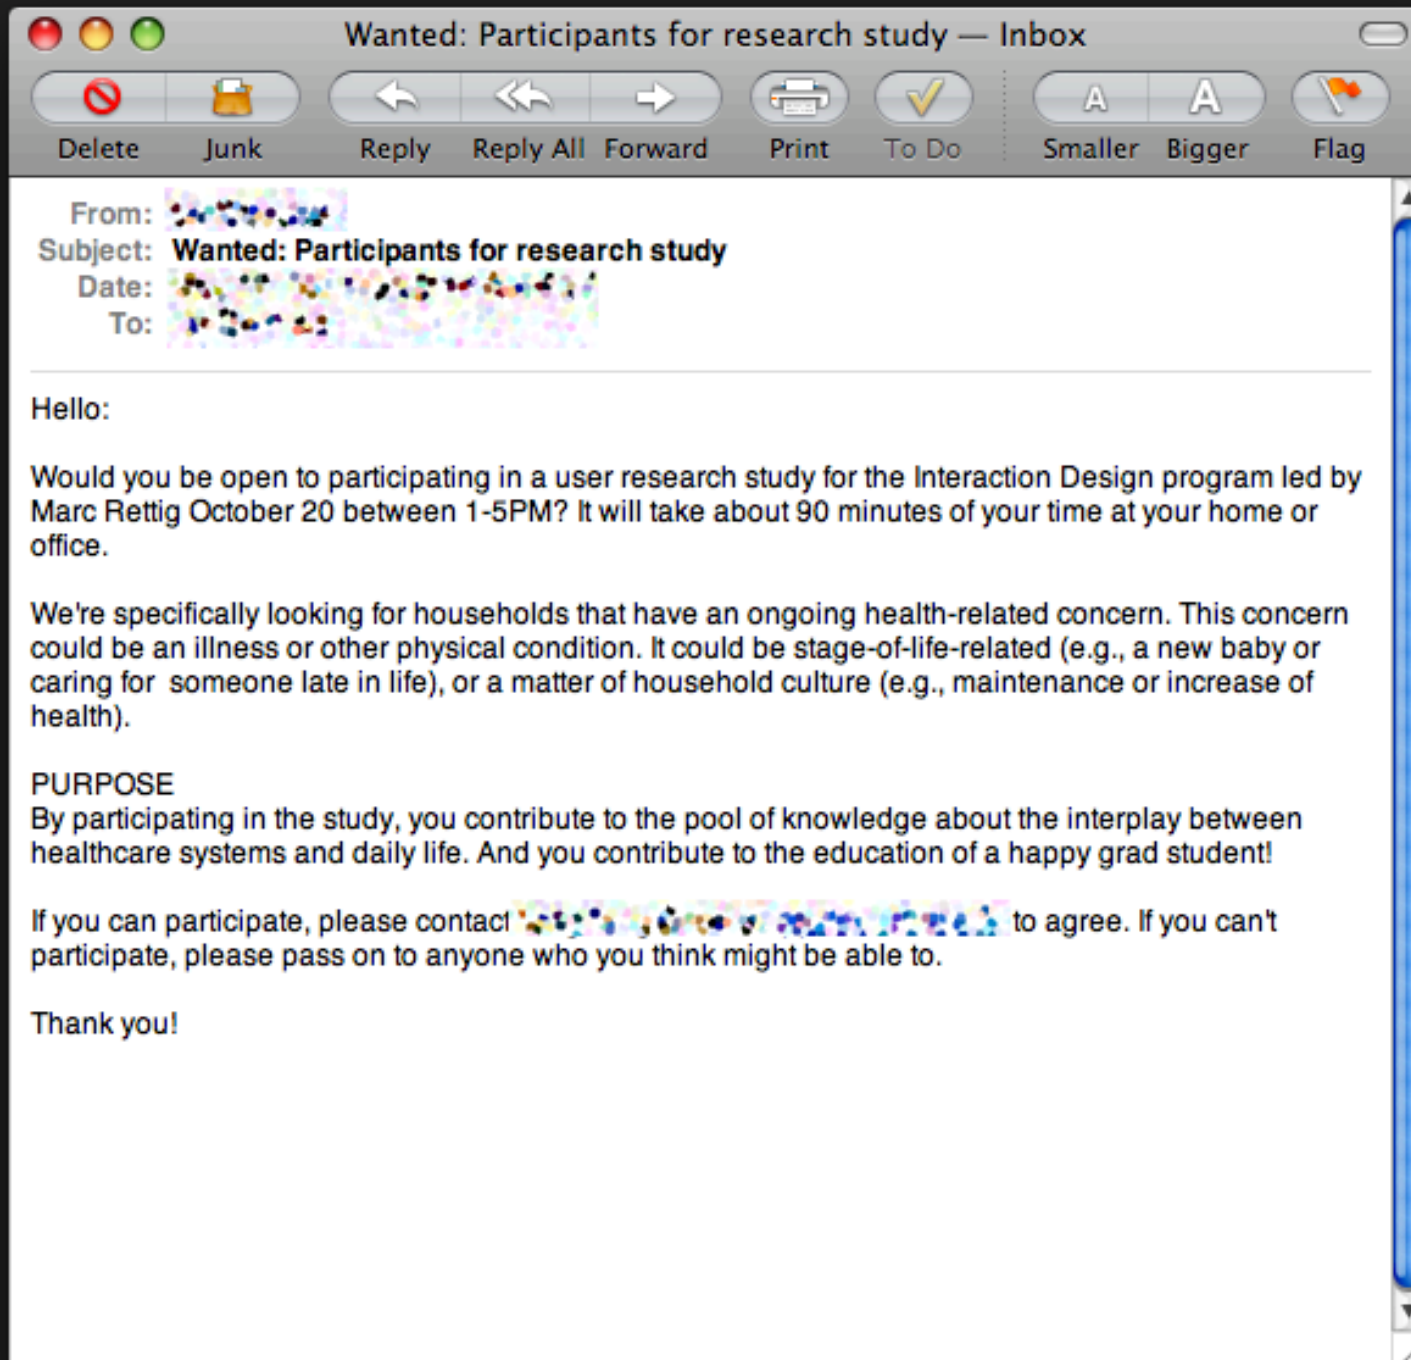 Wanted: Participants for research study — Inbox
Delete Junk Reply Reply All Forward Print To Do Smaller Bigger Flag
From:
Subject: Wanted: Participants for research study
Date:
To:
Hello:
Would you be open to participating in a user research study for the Interaction Design program led by
Marc Rettig October 20 between 1-5PM? It will take about 90 minutes of your time at your home or
office.
We're specifically looking for households that have an ongoing health-related concern. This concern
could be an illness or other physical condition. It could be stage-of-life-related (e.g., a new baby or
caring for  someone late in life), or a matter of household culture (e.g., maintenance or increase of
health).
PURPOSE
By participating in the study, you contribute to the pool of knowledge about the interplay between
healthcare systems and daily life. And you contribute to the education of a happy grad student!
If you can participate, please contact to agree. If you can't
participate, please pass on to anyone who you think might be able to.
Thank you!